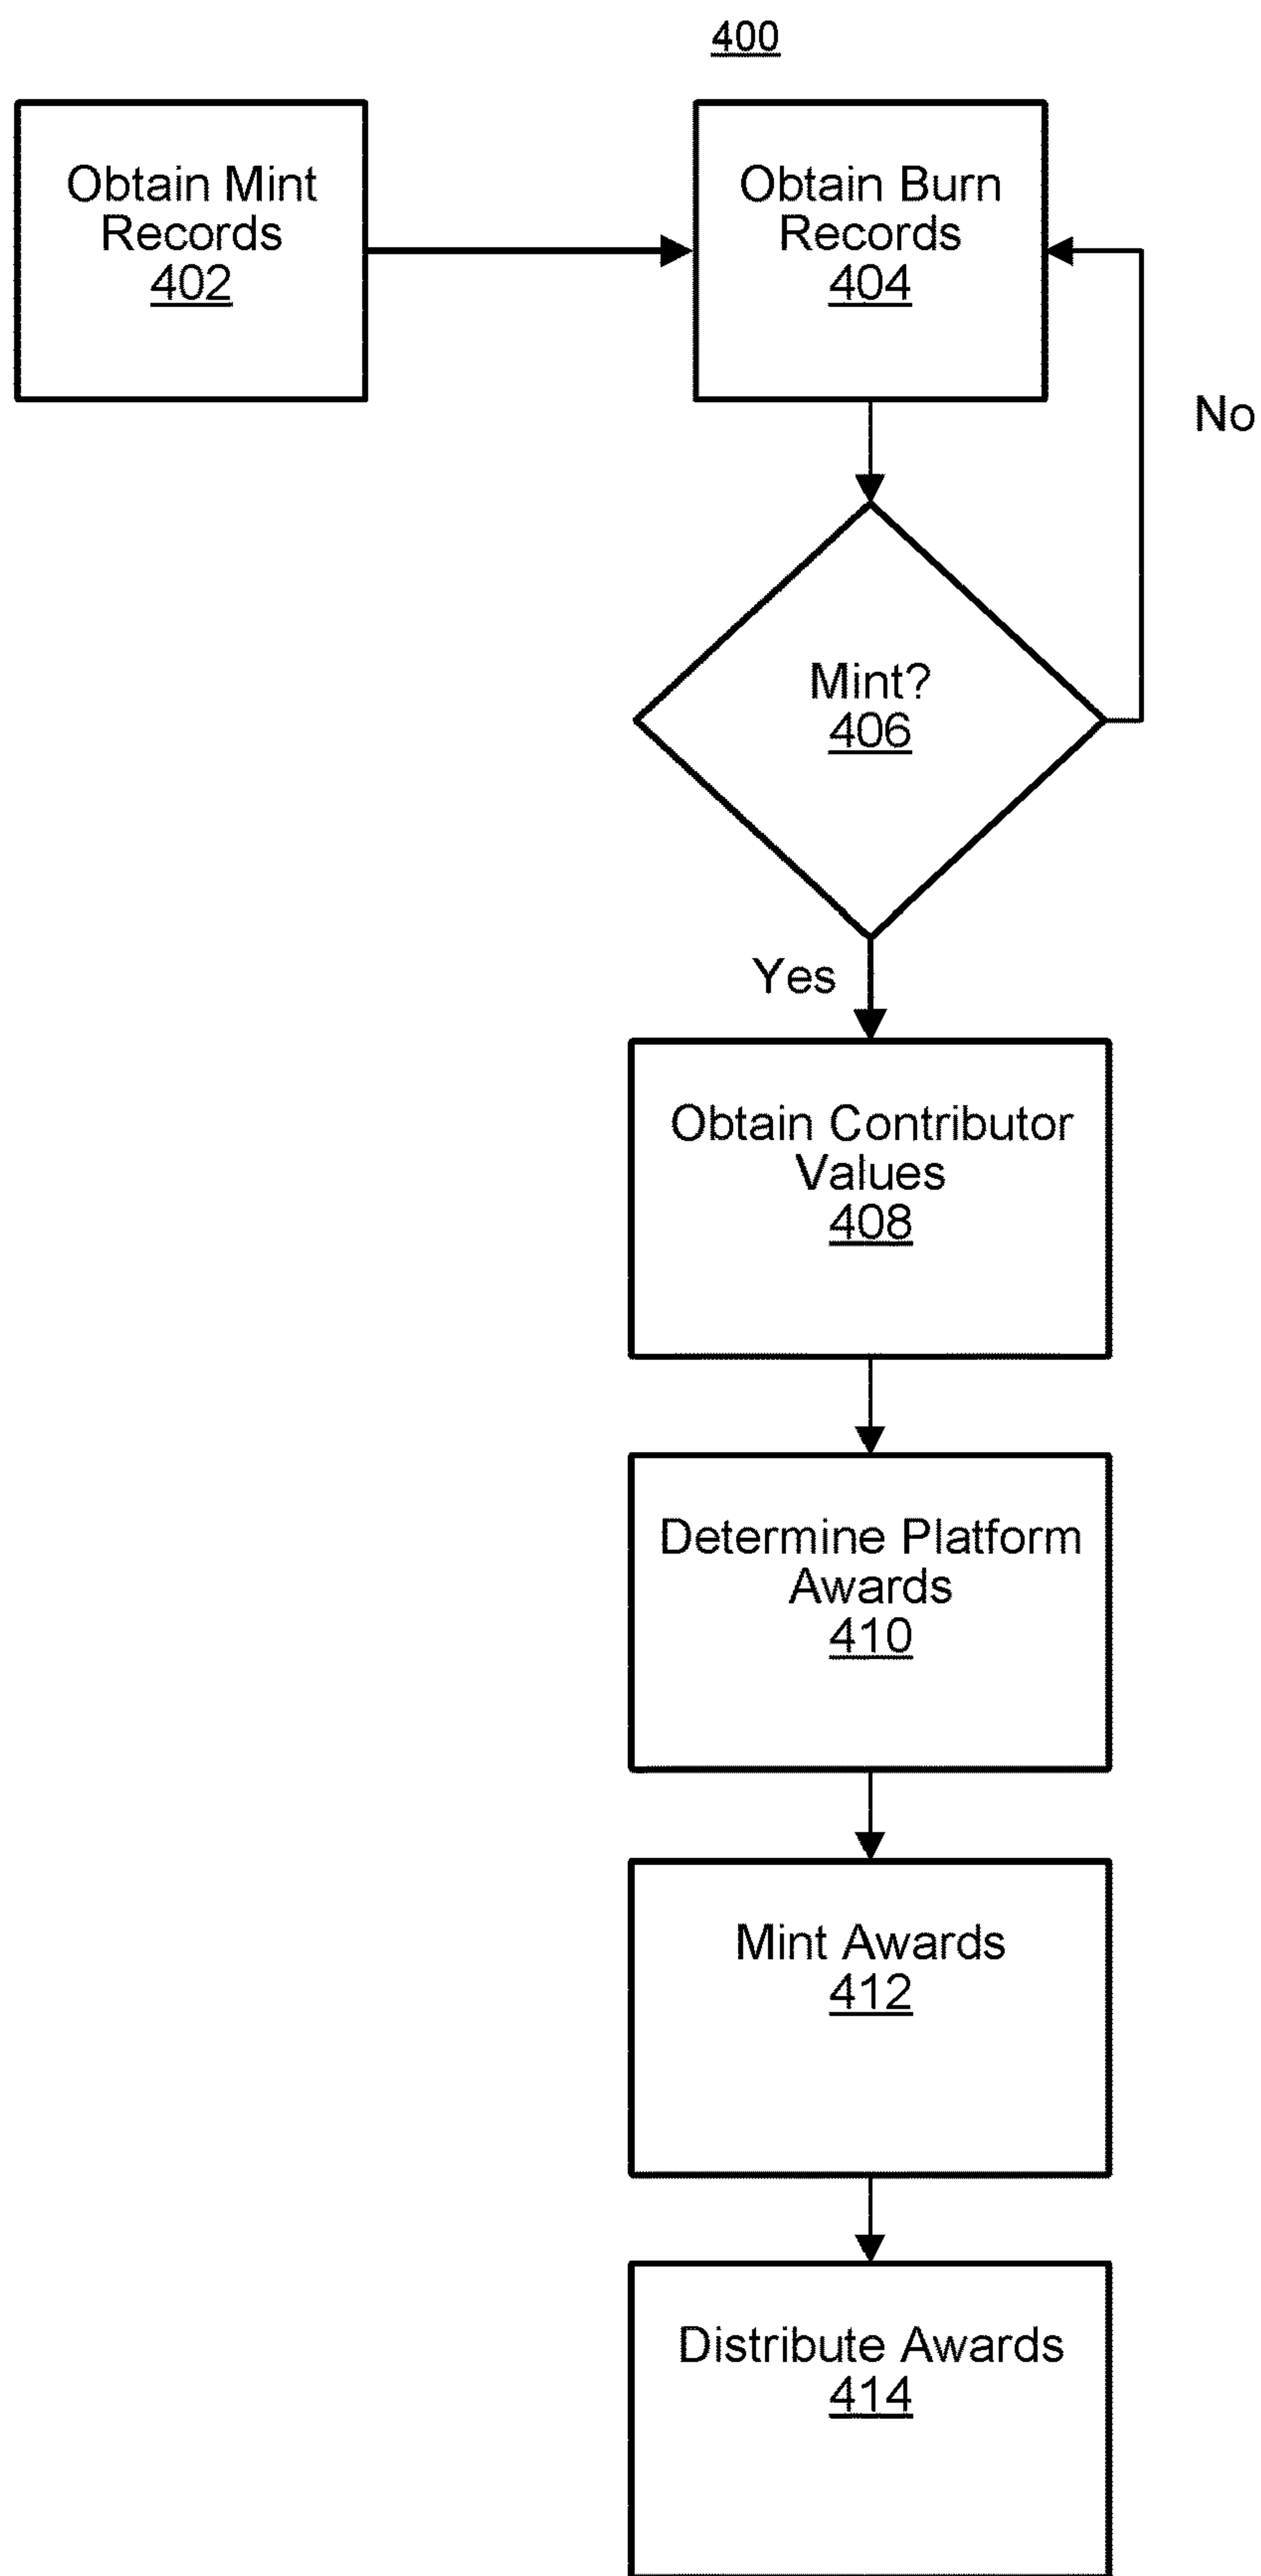 400
Obtain Mint
Records
402
Obtain Burn
Records
404
No
Mint?
406
Yes
Obtain Contributor
Values
408
Determine Platform
Awards
410
Mint Awards
412
Distribute Awards
414